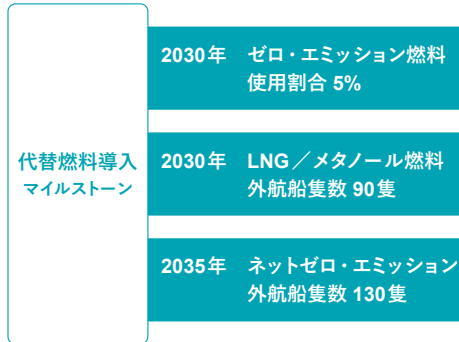 代替燃料導入
マイルストーン
2030年 ゼロ・エミッション燃料
使用割合 5%
2030年 LNG／メタノール燃料
外航船隻数 90隻
2035年 ネットゼロ・エミッション
外航船隻数 130隻